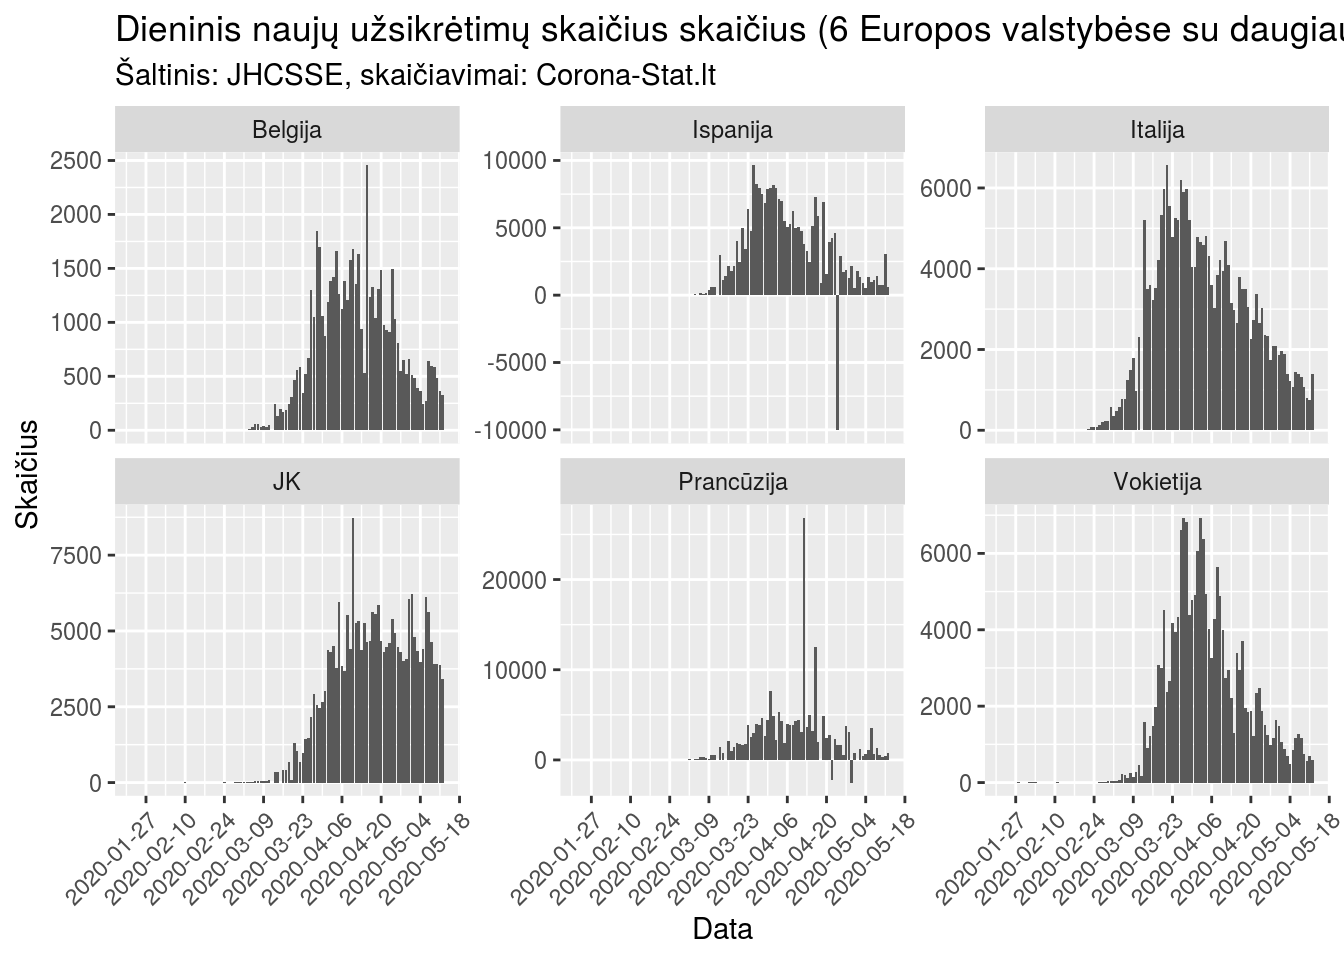 Dieninis naujų užsikrėtimų skaičius skaičius (6 Europos valstybėse su daugiau
Šaltinis: JHCSSE, skaičiavimai: Corona-Stat.lt
Skaičius
Belgija
2500
2000
1500
1000
500
0
Ispanija
10000
5000
0
-5000
-10000
Italija
6000
4000
2000
0
JK
7500
5000
2500
0
Prancūzija
20000
10000
0
Vokietija
6000
4000
2000
0
2020-01-27 2020-02-10 2020-02-24 2020-03-09 2020-03-23 2020-04-06 2020-04-20 2020-05-04 2020-05-18
2020-01-27 2020-02-10 2020-02-24 2020-03-09 2020-03-23 2020-04-06 2020-04-20 2020-05-04 2020-05-18
2020-01-27 2020-02-10 2020-02-24 2020-03-09 2020-03-23 2020-04-06 2020-04-20 2020-05-04 2020-05-18
Data